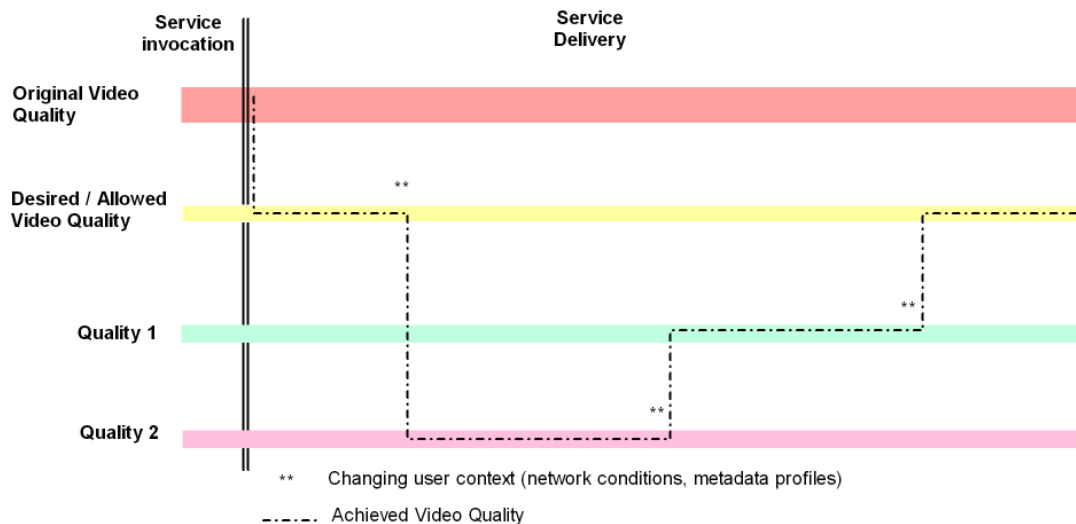 Service
invocation
Service
Delivery
Original Video
Quality
**
Desired / Allowed
Video Quality
**
Quality 1
**
Quality 2
** Changing user context (network conditions, metadata profiles)
Achieved Video Quality